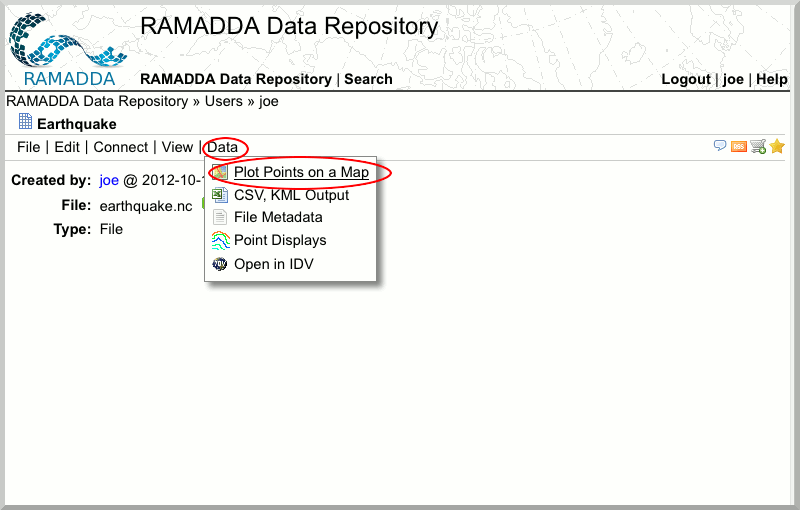 RAMADDA Data Repository
RAMADDA
RAMADDA Data Repository | Search
Logout | joe | Help
RAMADDA Data Repository » Users » joe
Earthquake
File | Edit | Connect | View | Data
Created by: joe @ 2012-10-
File: earthquake.nc
Type: File
Plot Points on a Map
CSV, KML Output
File Metadata
Point Displays
Open in IDV